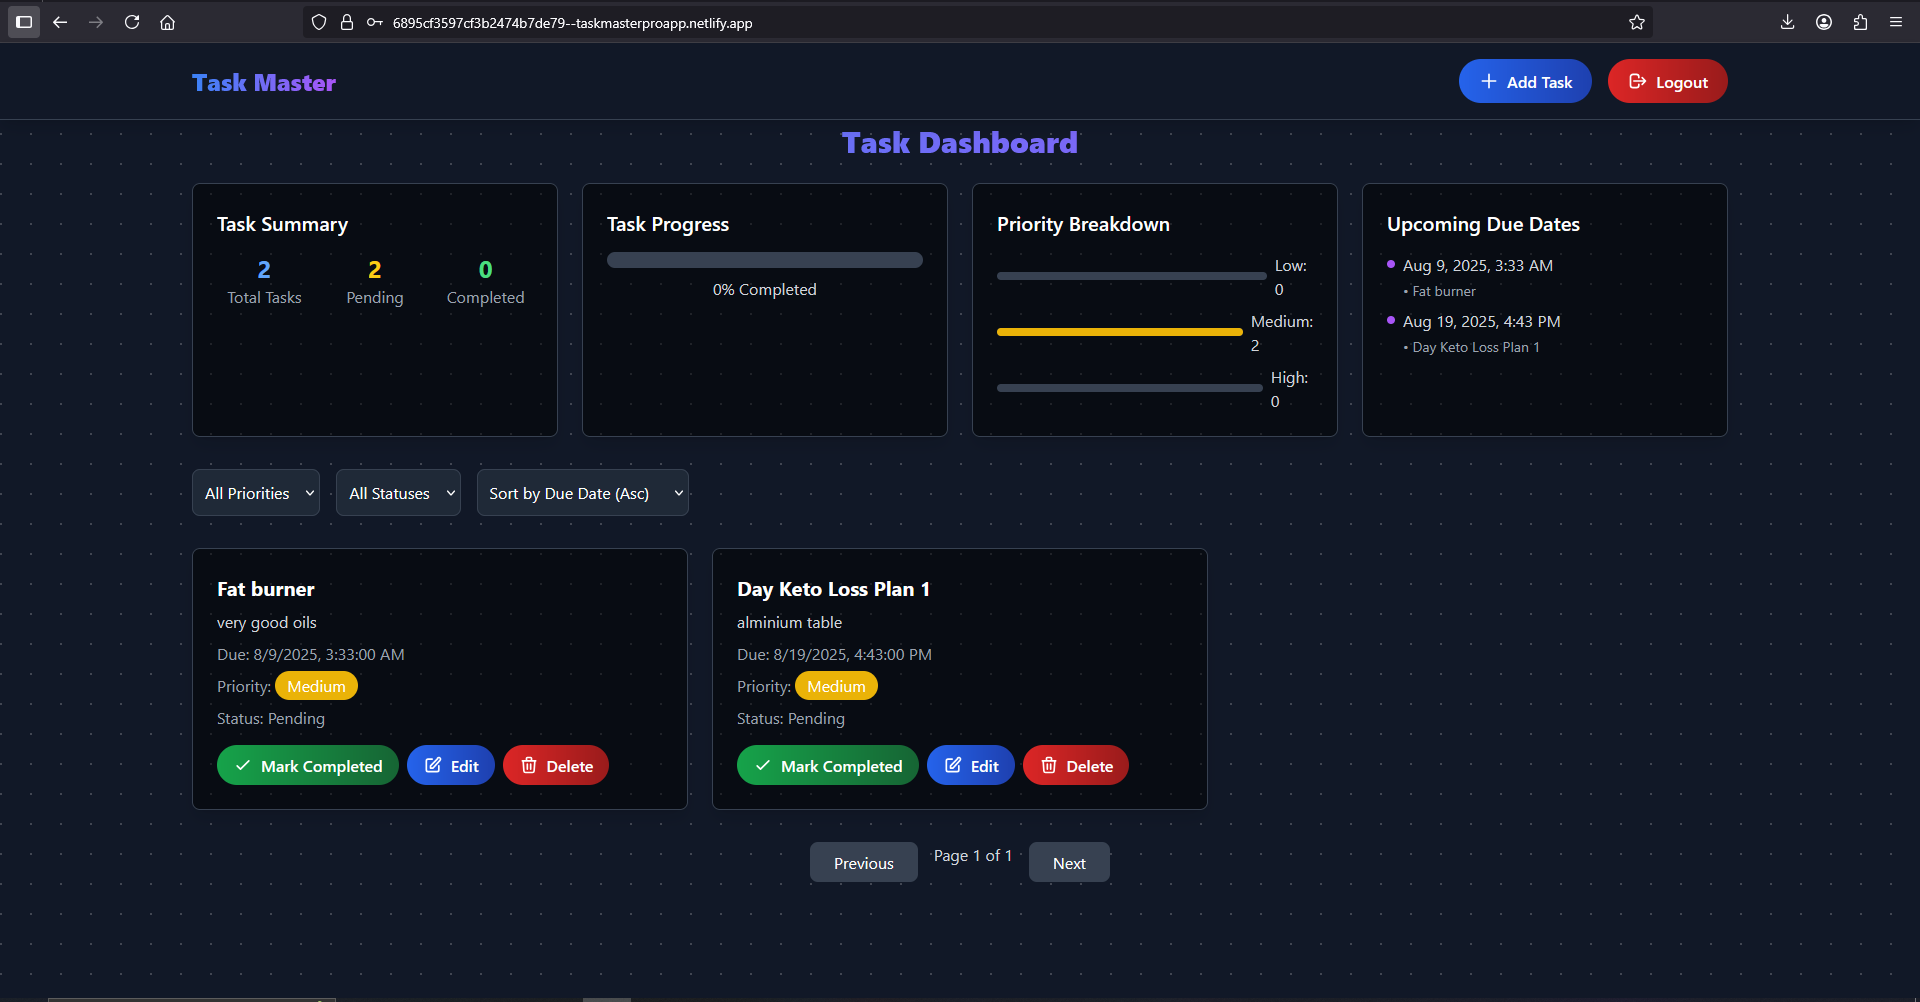 6895cf3597cf3b2474b7de79--taskmasterproapp.netlify.app
Task Master
Add Task
Logout
Task Dashboard
Task Summary
2
Total Tasks
2
Pending
0
Completed
Task Progress
0% Completed
Priority Breakdown
Low:
0
Medium:
2
High:
0
Upcoming Due Dates
Aug 9, 2025, 3:33 AM
• Fat burner
Aug 19, 2025, 4:43 PM
• Day Keto Loss Plan 1
All Priorities
All Statuses
Sort by Due Date (Asc)
Fat burner
very good oils
Due: 8/9/2025, 3:33:00 AM
Priority: Medium
Status: Pending
Mark Completed
Edit
Delete
Day Keto Loss Plan 1
alminium table
Due: 8/19/2025, 4:43:00 PM
Priority: Medium
Status: Pending
Mark Completed
Edit
Delete
Previous
Page 1 of 1
Next